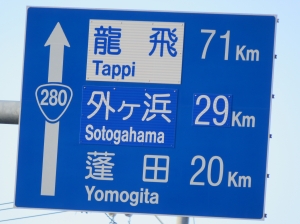 龍飛 71Km
Tappi
280
外ヶ浜 29Km
Sotogahama
蓬田 20Km
Yomogita